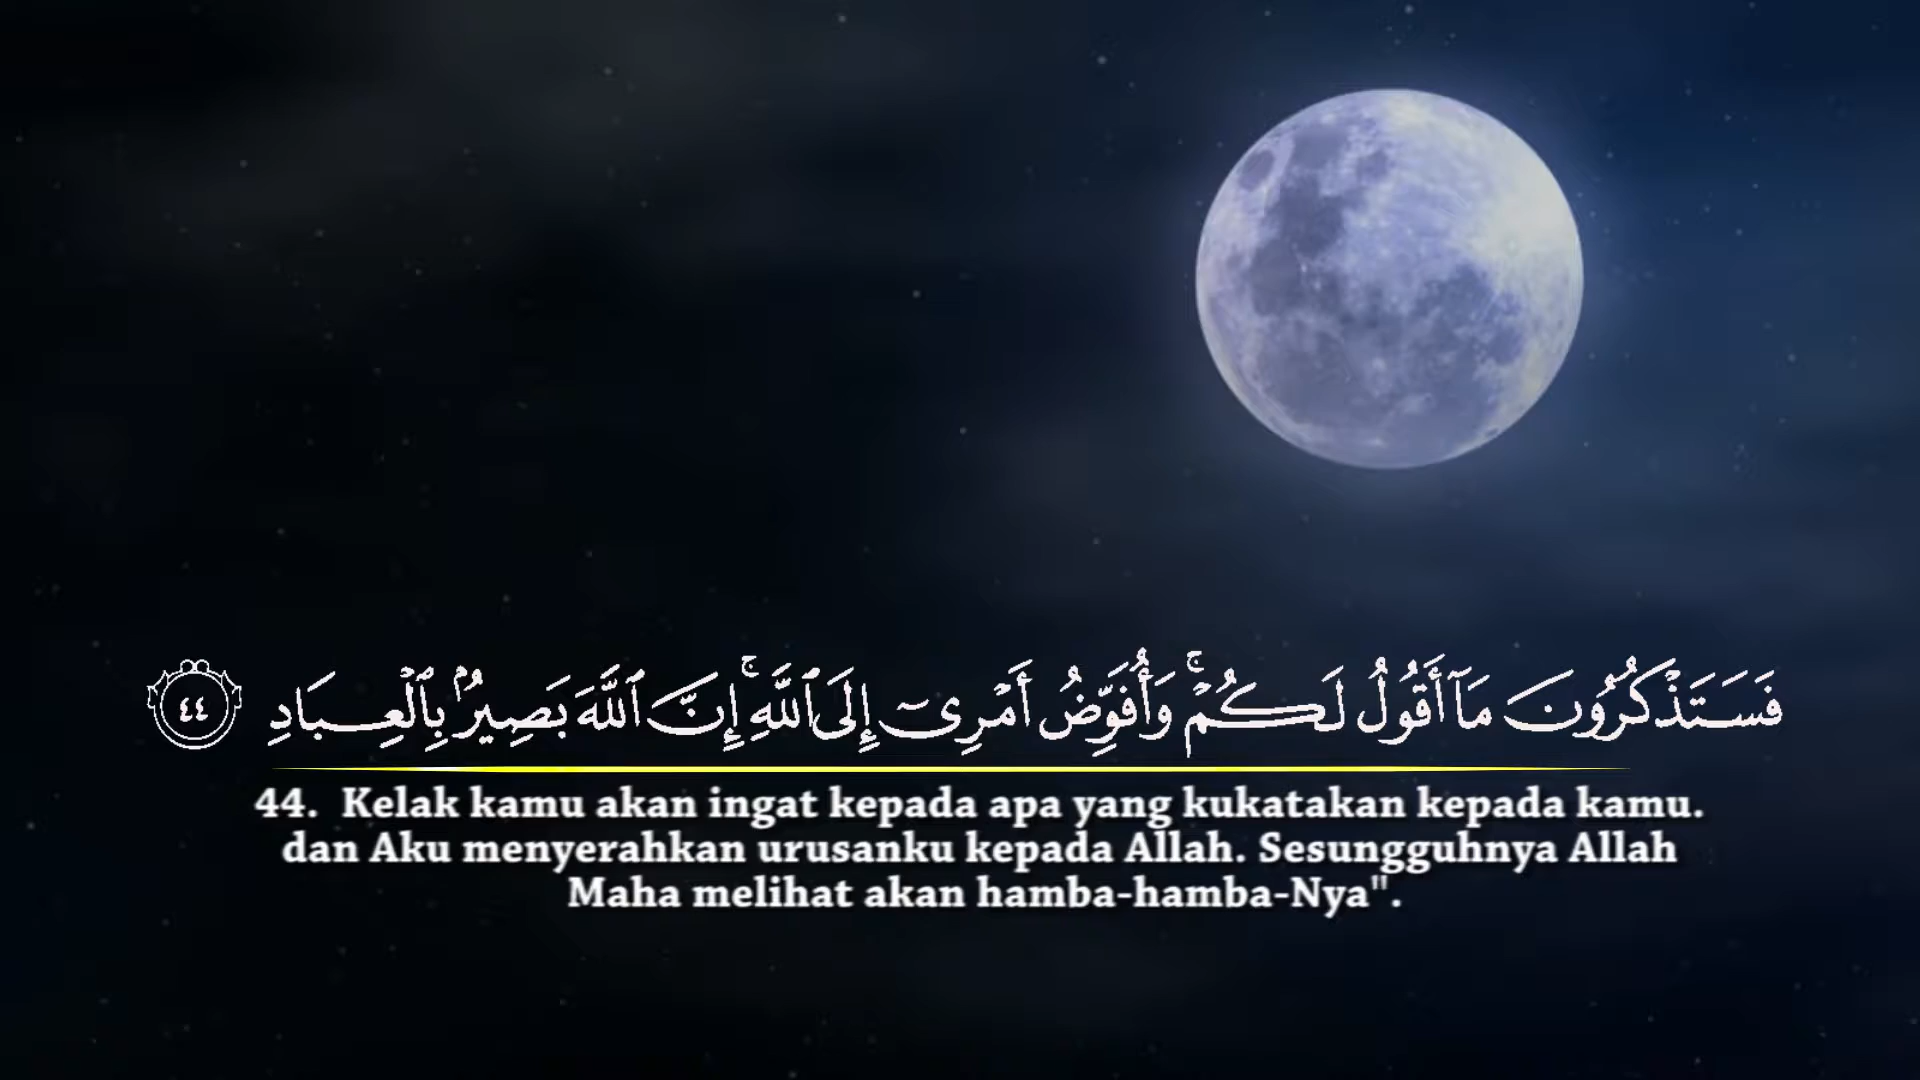 فَسَتَذْكُرُونَ مَآ أَقُولُ لَكُمْ ۚ وَأُفَوِّضُ أَمْرِىٓ إِلَى ٱللَّهِ ۚ إِنَّ ٱللَّهَ بَصِيرٌۢ بِٱلْعِبَادِ ٤٤
44. Kelak kamu akan ingat kepada apa yang kukatakan kepada kamu.
dan Aku menyerahkan urusanku kepada Allah. Sesungguhnya Allah
Maha melihat akan hamba-hamba-Nya".